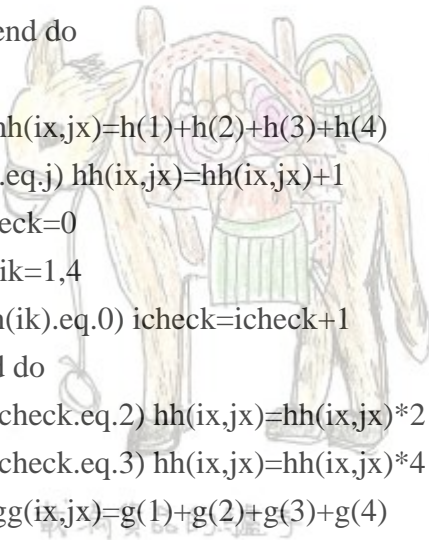 end do
hh(ix,jx)=h(1)+h(2)+h(3)+h(4)
.eq.j) hh(ix,jx)=hh(ix,jx)+1
eck=0
ik=1,4
h(ik).eq.0) icheck=icheck+1
d do
check.eq.2) hh(ix,jx)=hh(ix,jx)*2
check.eq.3) hh(ix,jx)=hh(ix,jx)*4
gg(ix,jx)=g(1)+g(2)+g(3)+g(4)